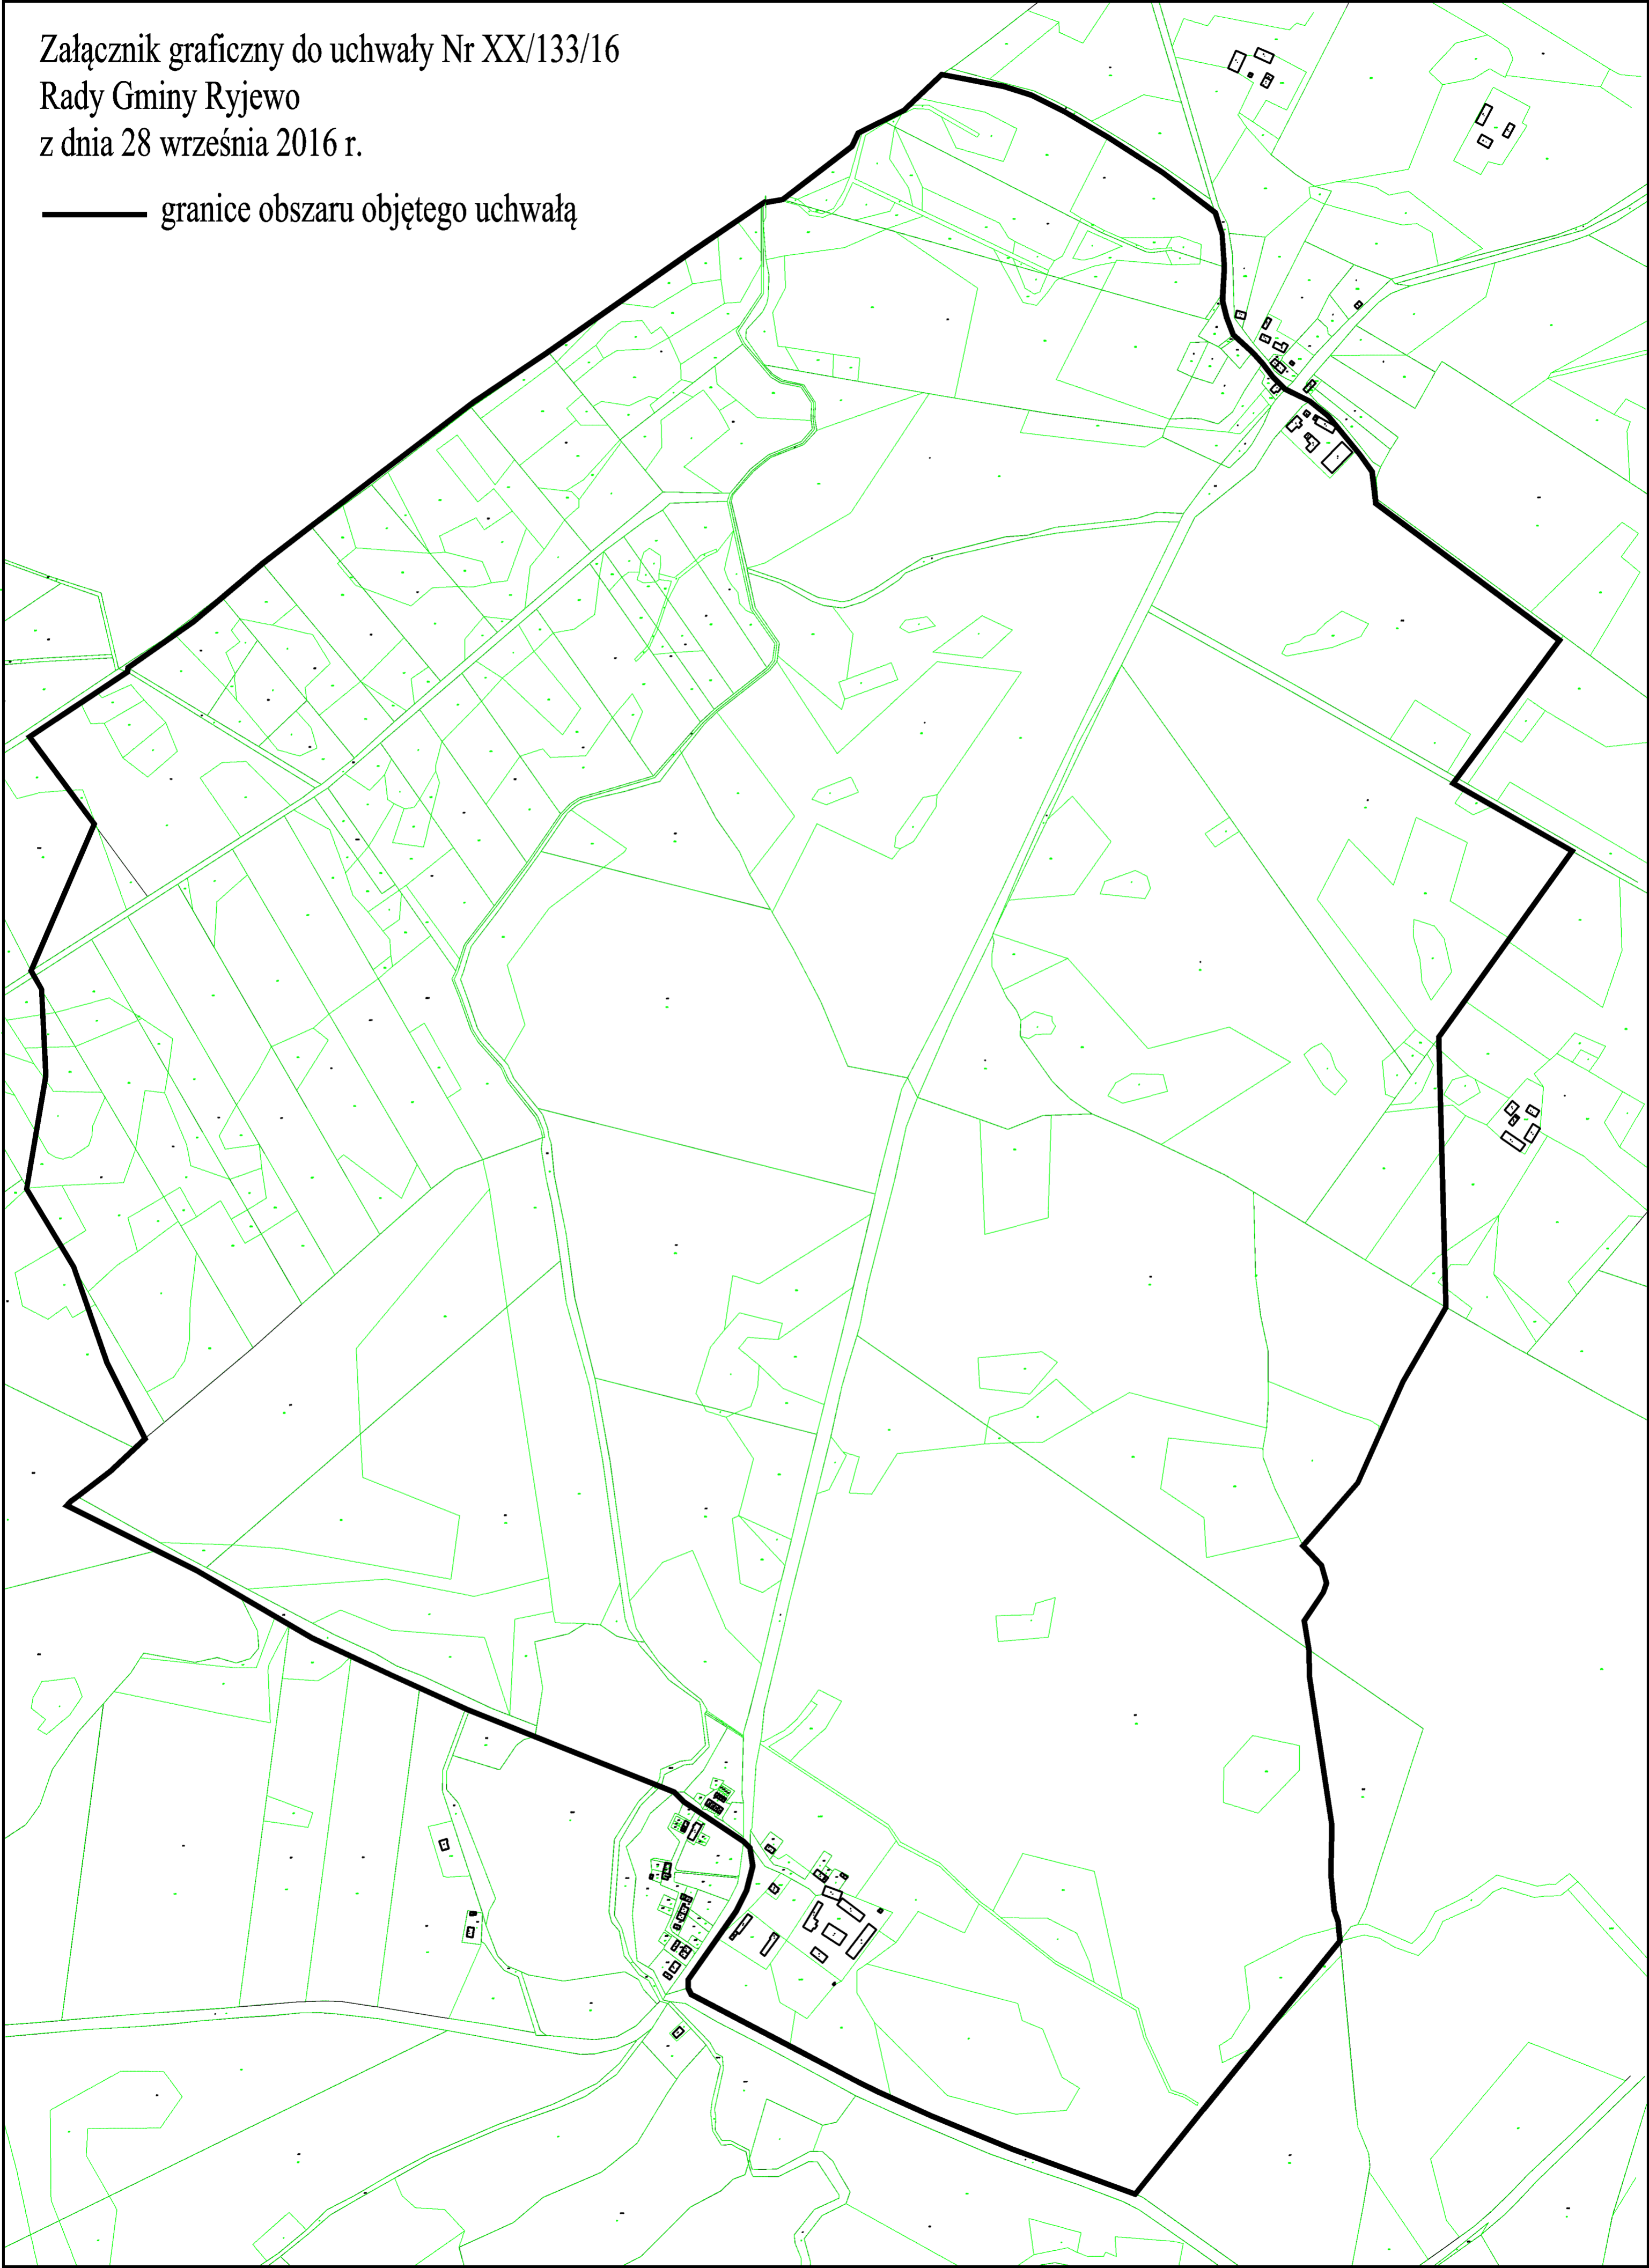 Załącznik graficzny do uchwały Nr XX/133/16
Rady Gminy Ryjewo
z dnia 28 września 2016 r.
granice obszaru objętego uchwałą